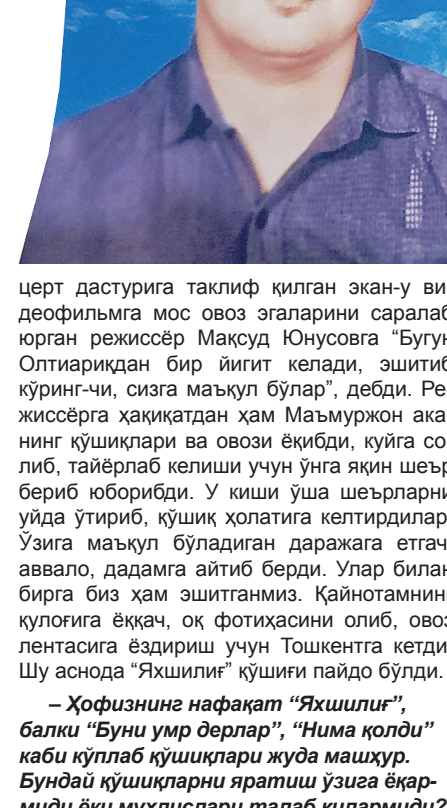 церт дастурига таклиф қилган экан-у ви-
деофильмга мос овоз эгаларини саралаб
юрган режиссёр Мақсуд Юнусовга “Бугун
Олтиариқдан бир йигит келади, эшитиб
кўринг-чи, сизга маъқул бўлар”, дебди. Ре-
жиссёрга ҳақиқатдан ҳам Маъмуржон ака-
нинг қўшиқлари ва овози ёқибди, куйга со-
либ, тайёрлаб келиши учун ўнга яқин шеър
бериб юборибди. У киши ўша шеърларни
уйда ўтириб, қўшиқ ҳолатига келтирдилар.
Ўзига маъқул бўладиган даражага етгач,
аввало, дадамга айтиб берди. Улар билан
бирга биз ҳам эшитганмиз. Қайнотамнинг
қулоғига ёққач, оқ фотиҳасини олиб, овоз
лентасига ёздириш учун Тошкентга кетди.
Шу аснода “Яхшилиғ” қўшиғи пайдо бўлди.
– Ҳофизнинг нафақат “Яхшилиғ”,
балки “Буни умр дерлар”, “Нима қолди”
каби кўплаб қўшиқлари жуда машҳур.
Бундай қўшиқларни яратиш ўзига ёқар-
миди ёки мухлислари талаб қилармиди?